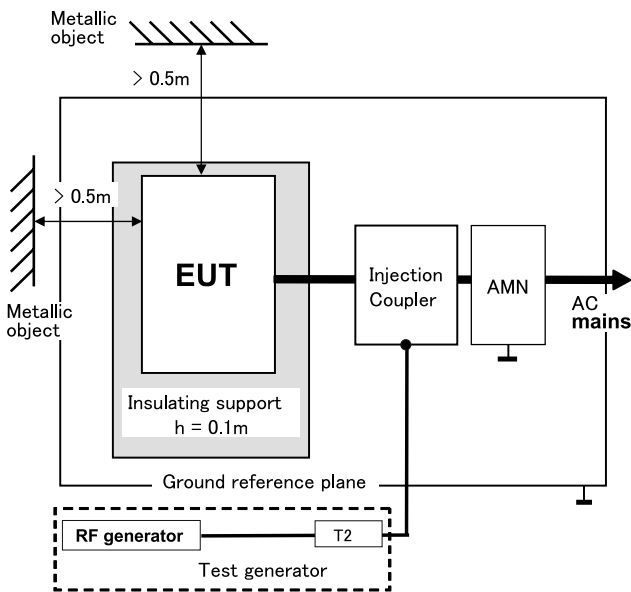 Metallic
object
> 0.5m
> 0.5m
Metallic
object
EUT
Injection
Coupler
AMN
AC
mains
Insulating support
h = 0.1m
Ground reference plane
RF generator
T2
Test generator